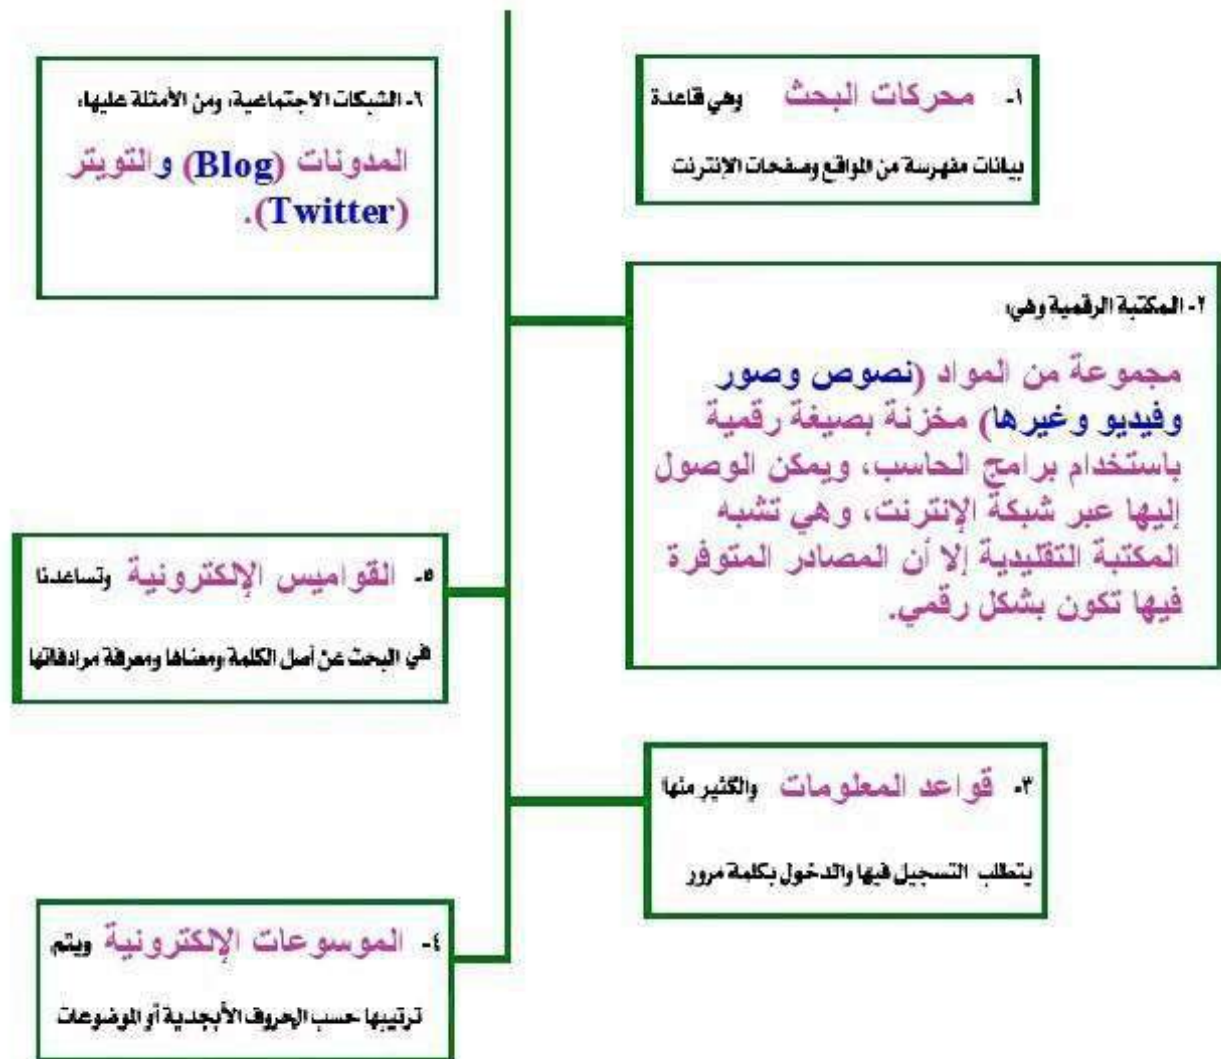 ١- محركات البحث وهي قاعدة
بيانات مفهرسة من المواقع وصفحات الإنترنت
٢- المكتبة الرقمية وهي:
مجموعة من المواد (نصوص وصور
وفيديو وغيرها) مخزنة بصيغة رقمية
باستخدام برامج الحاسب، ويمكن الوصول
إليها عبر شبكة الإنترنت، وهي تشبه
المكتبة التقليدية إلا أن المصادر المتوفرة
فيها تكون بشكل رقمي.
٣- قواعد المعلومات والكثير منها
يتطلب التسجيل فيها والدخول بكلمة مرور
٤- الموسوعات الإلكترونية ويتم
ترتيبها حسب الحروف الأبجدية أو الموضوعات
٥- القواميس الإلكترونية وتساعدنا
في البحث عن أصل الكلمة ومعناها ومعرفة مرادفاتها
٦- الشبكات الاجتماعية، ومن الأمثلة عليها:
المدونات (Blog) والتويتر
(Twitter).